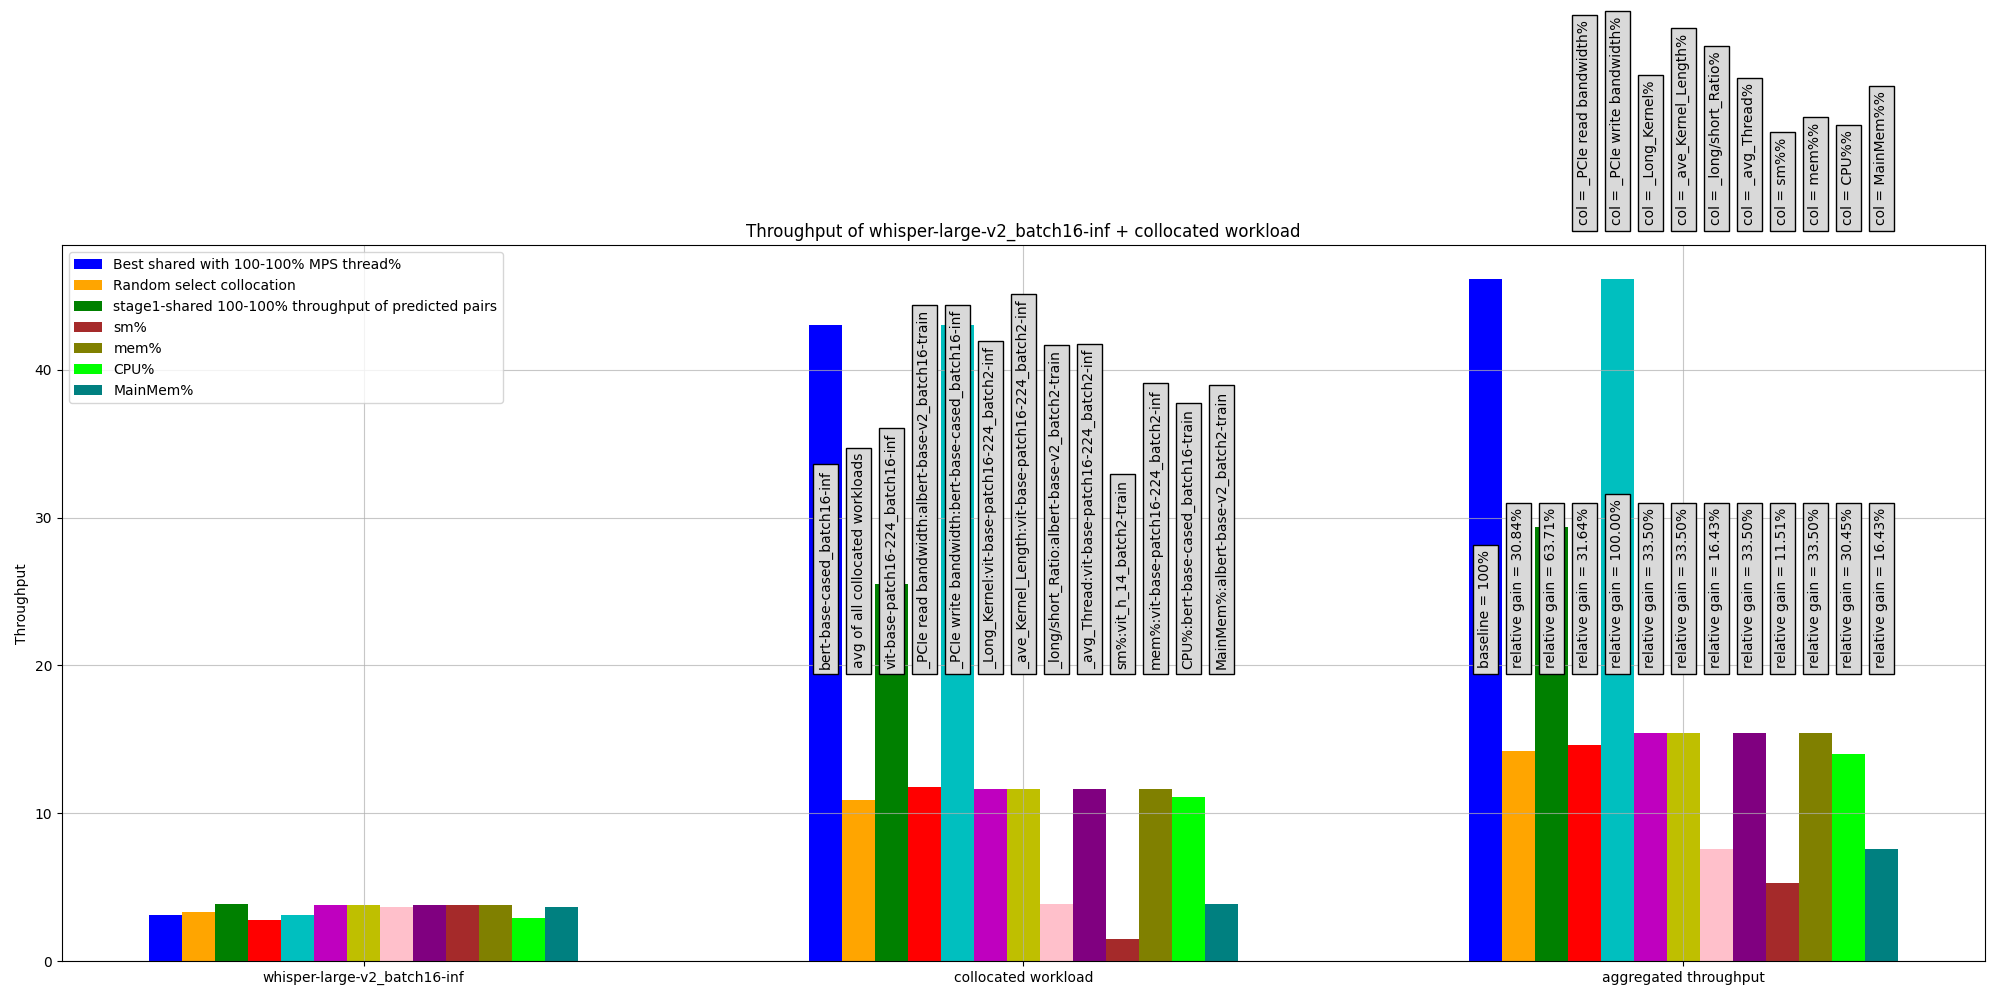 col = _PCIe read bandwidth%
col = _PCIe write bandwidth%
col = _Long_Kernel%
col = _ave_Kernel_Length%
col = _long/short_Ratio%
col = _avg_Thread%
col = sm%%
col = mem%%
col = CPU%%
col = MainMem%%
Throughput of whisper-large-v2_batch16-inf + collocated workload
Best shared with 100-100% MPS thread%
Random select collocation
stage1-shared 100-100% throughput of predicted pairs
sm%
mem%
CPU%
MainMem%
Throughput
40
30
20
10
0
bert-base-cased_batch16-inf
avg of all collocated workloads
vit-base-patch16-224_batch16-inf
_PCIe read bandwidth:albert-base-v2_batch16-train
_PCIe write bandwidth:bert-base-cased_batch16-inf
_Long_Kernel:vit-base-patch16-224_batch2-inf
_ave_Kernel_Length:vit-base-patch16-224_batch2-inf
_long/short_Ratio:albert-base-v2_batch2-train
_avg_Thread:vit-base-patch16-224_batch2-inf
sm%:vit_h_14_batch2-train
mem%:vit-base-patch16-224_batch2-inf
CPU%:bert-base-cased_batch16-train
MainMem%:albert-base-v2_batch2-train
baseline = 100%
relative gain = 30.84%
relative gain = 63.71%
relative gain = 31.64%
relative gain = 100.00%
relative gain = 33.50%
relative gain = 33.50%
relative gain = 16.43%
relative gain = 33.50%
relative gain = 11.51%
relative gain = 33.50%
relative gain = 30.45%
relative gain = 16.43%
whisper-large-v2_batch16-inf
collocated workload
aggregated throughput